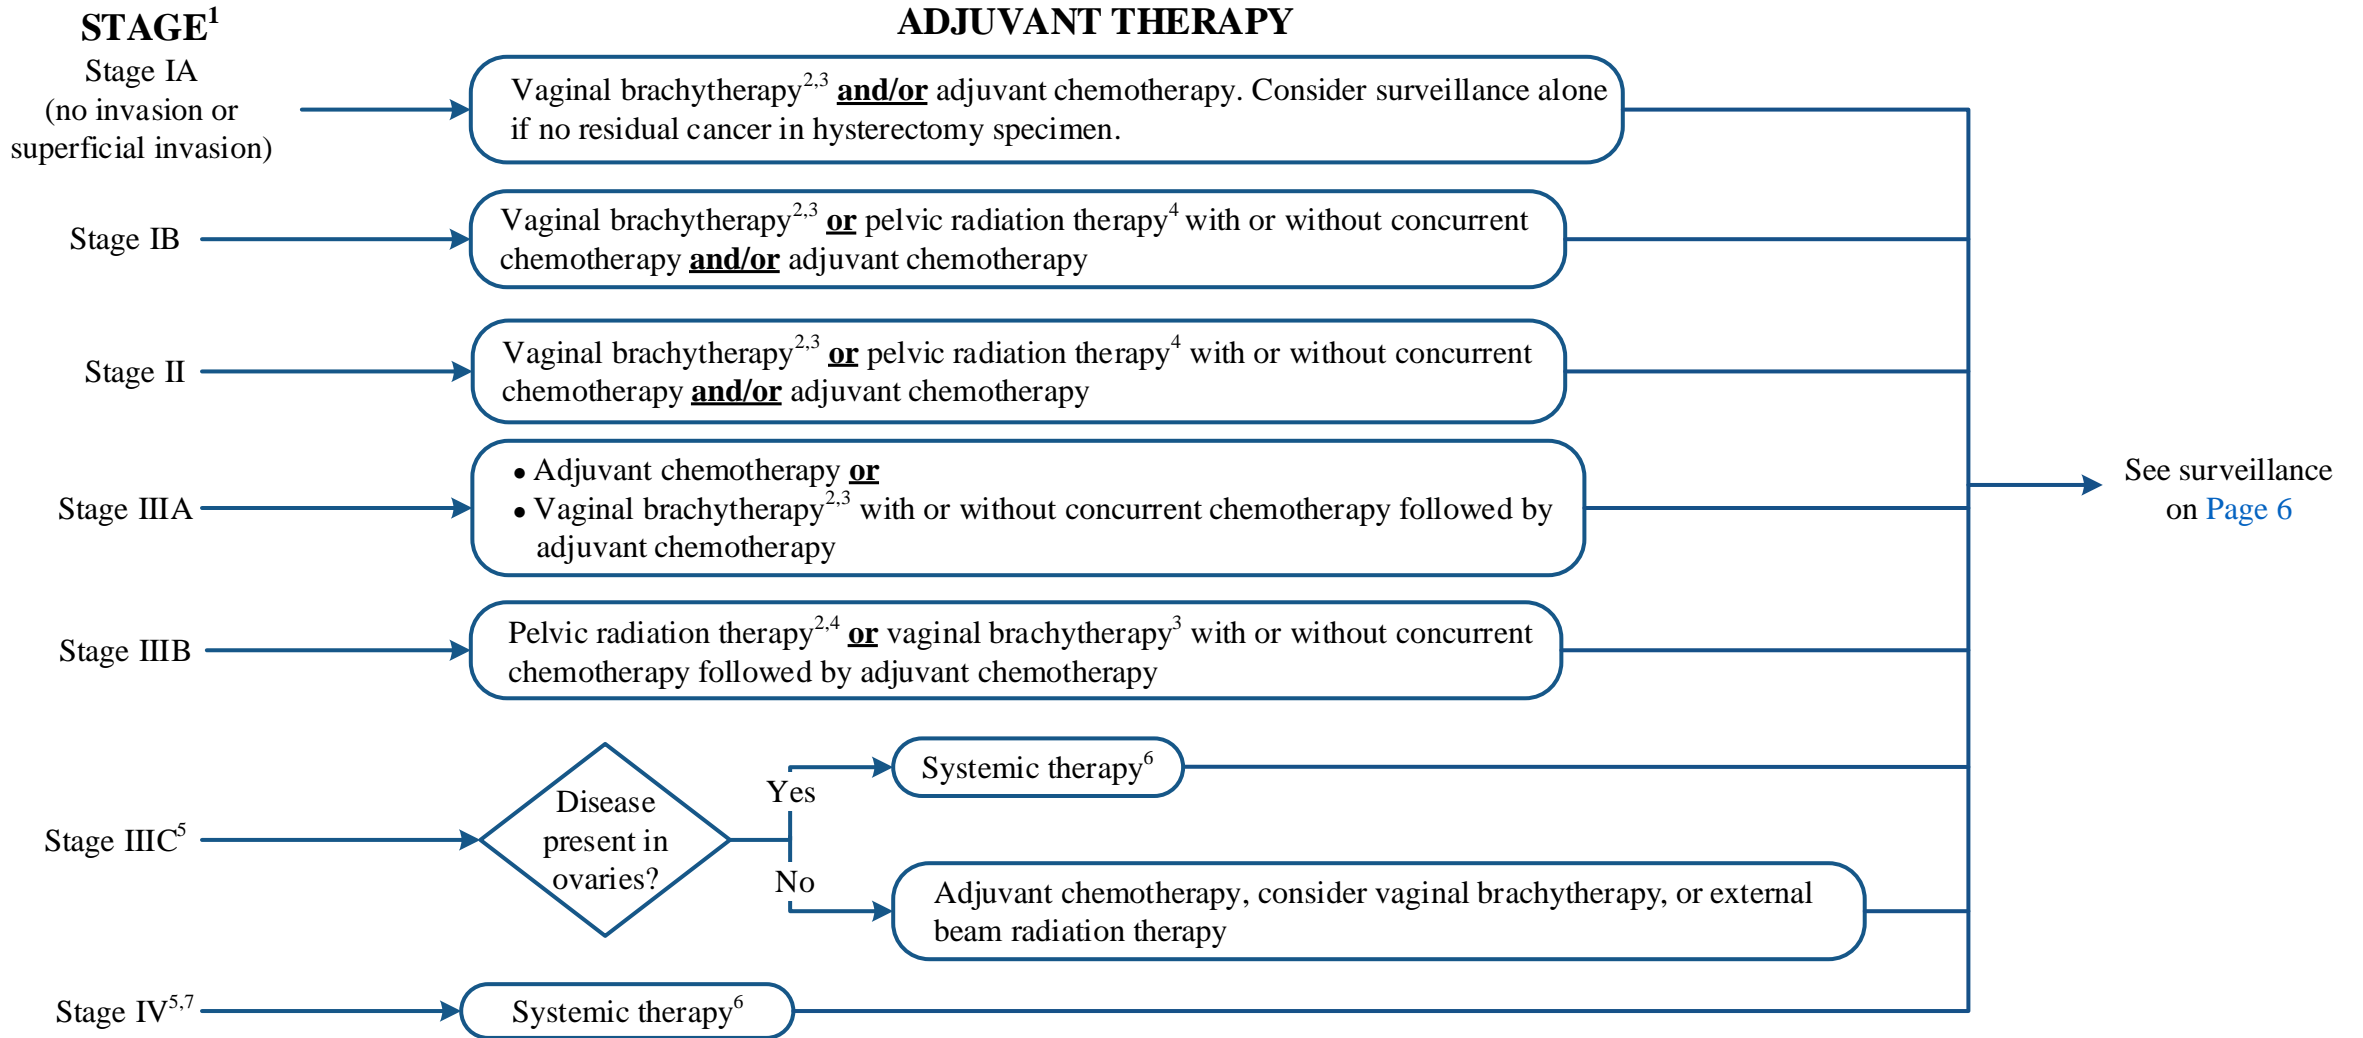 STAGE1
ADJUVANT THERAPY
Stage IA
(no invasion or
superficial invasion)
Vaginal brachytherapy2,3 and/or adjuvant chemotherapy. Consider surveillance alone
if no residual cancer in hysterectomy specimen.
Stage IB
Vaginal brachytherapy2,3 or pelvic radiation therapy4 with or without concurrent
chemotherapy and/or adjuvant chemotherapy
Stage II
Vaginal brachytherapy2,3 or pelvic radiation therapy4 with or without concurrent
chemotherapy and/or adjuvant chemotherapy
Stage IIIA
• Adjuvant chemotherapy or
• Vaginal brachytherapy2,3 with or without concurrent chemotherapy followed by
adjuvant chemotherapy
See surveillance
on Page 6
Stage IIIB
Pelvic radiation therapy2,4 or vaginal brachytherapy3 with or without concurrent
chemotherapy followed by adjuvant chemotherapy
Stage IIIC5
Disease
present in
ovaries?
Yes
Systemic therapy6
No
Adjuvant chemotherapy, consider vaginal brachytherapy, or external
beam radiation therapy
Stage IV5,7
Systemic therapy6